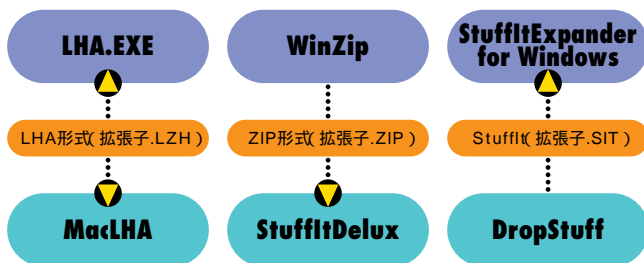 LHA.EXE
WinZip
StuffItExpander
for Windows
LHA形式(拡張子.LZH)
ZIP形式(拡張子.ZIP)
StuffIt(拡張子.SIT)
MacLHA
StuffItDelux
DropStuff